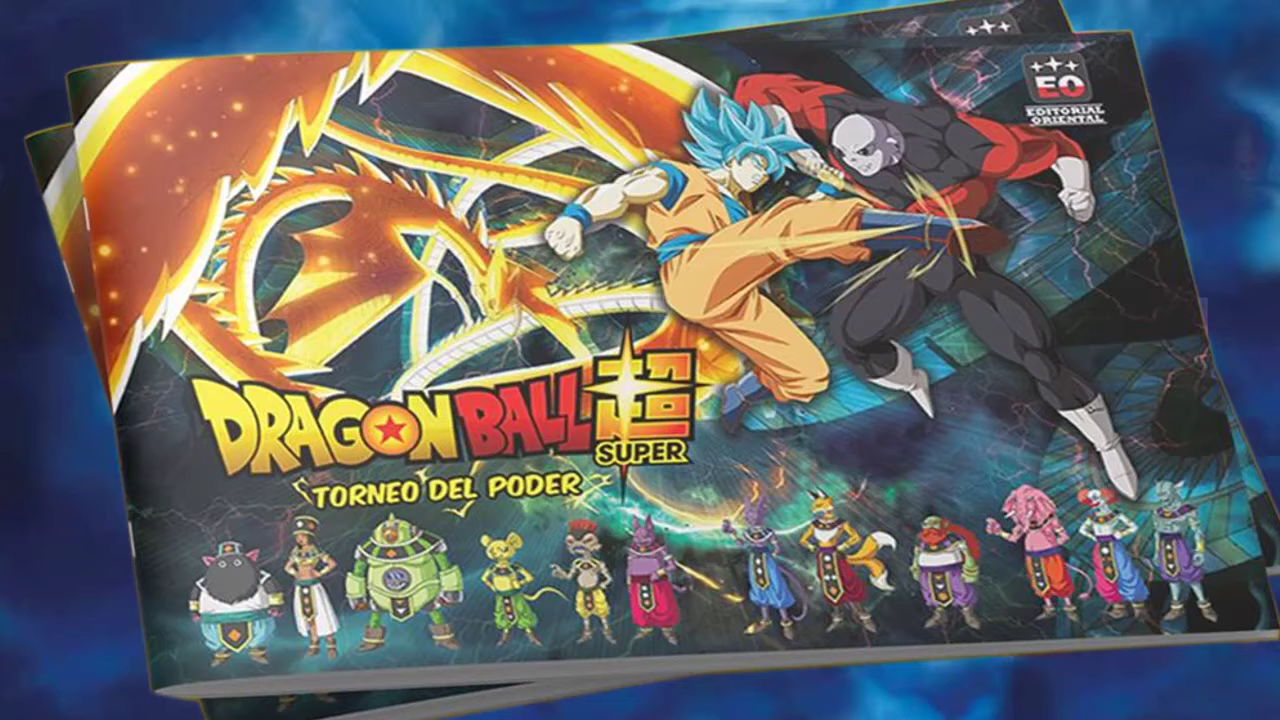 EO
EDITORIAL
ORIENTAL
DRAGON BALL 超
SUPER
TORNEO DEL PODER